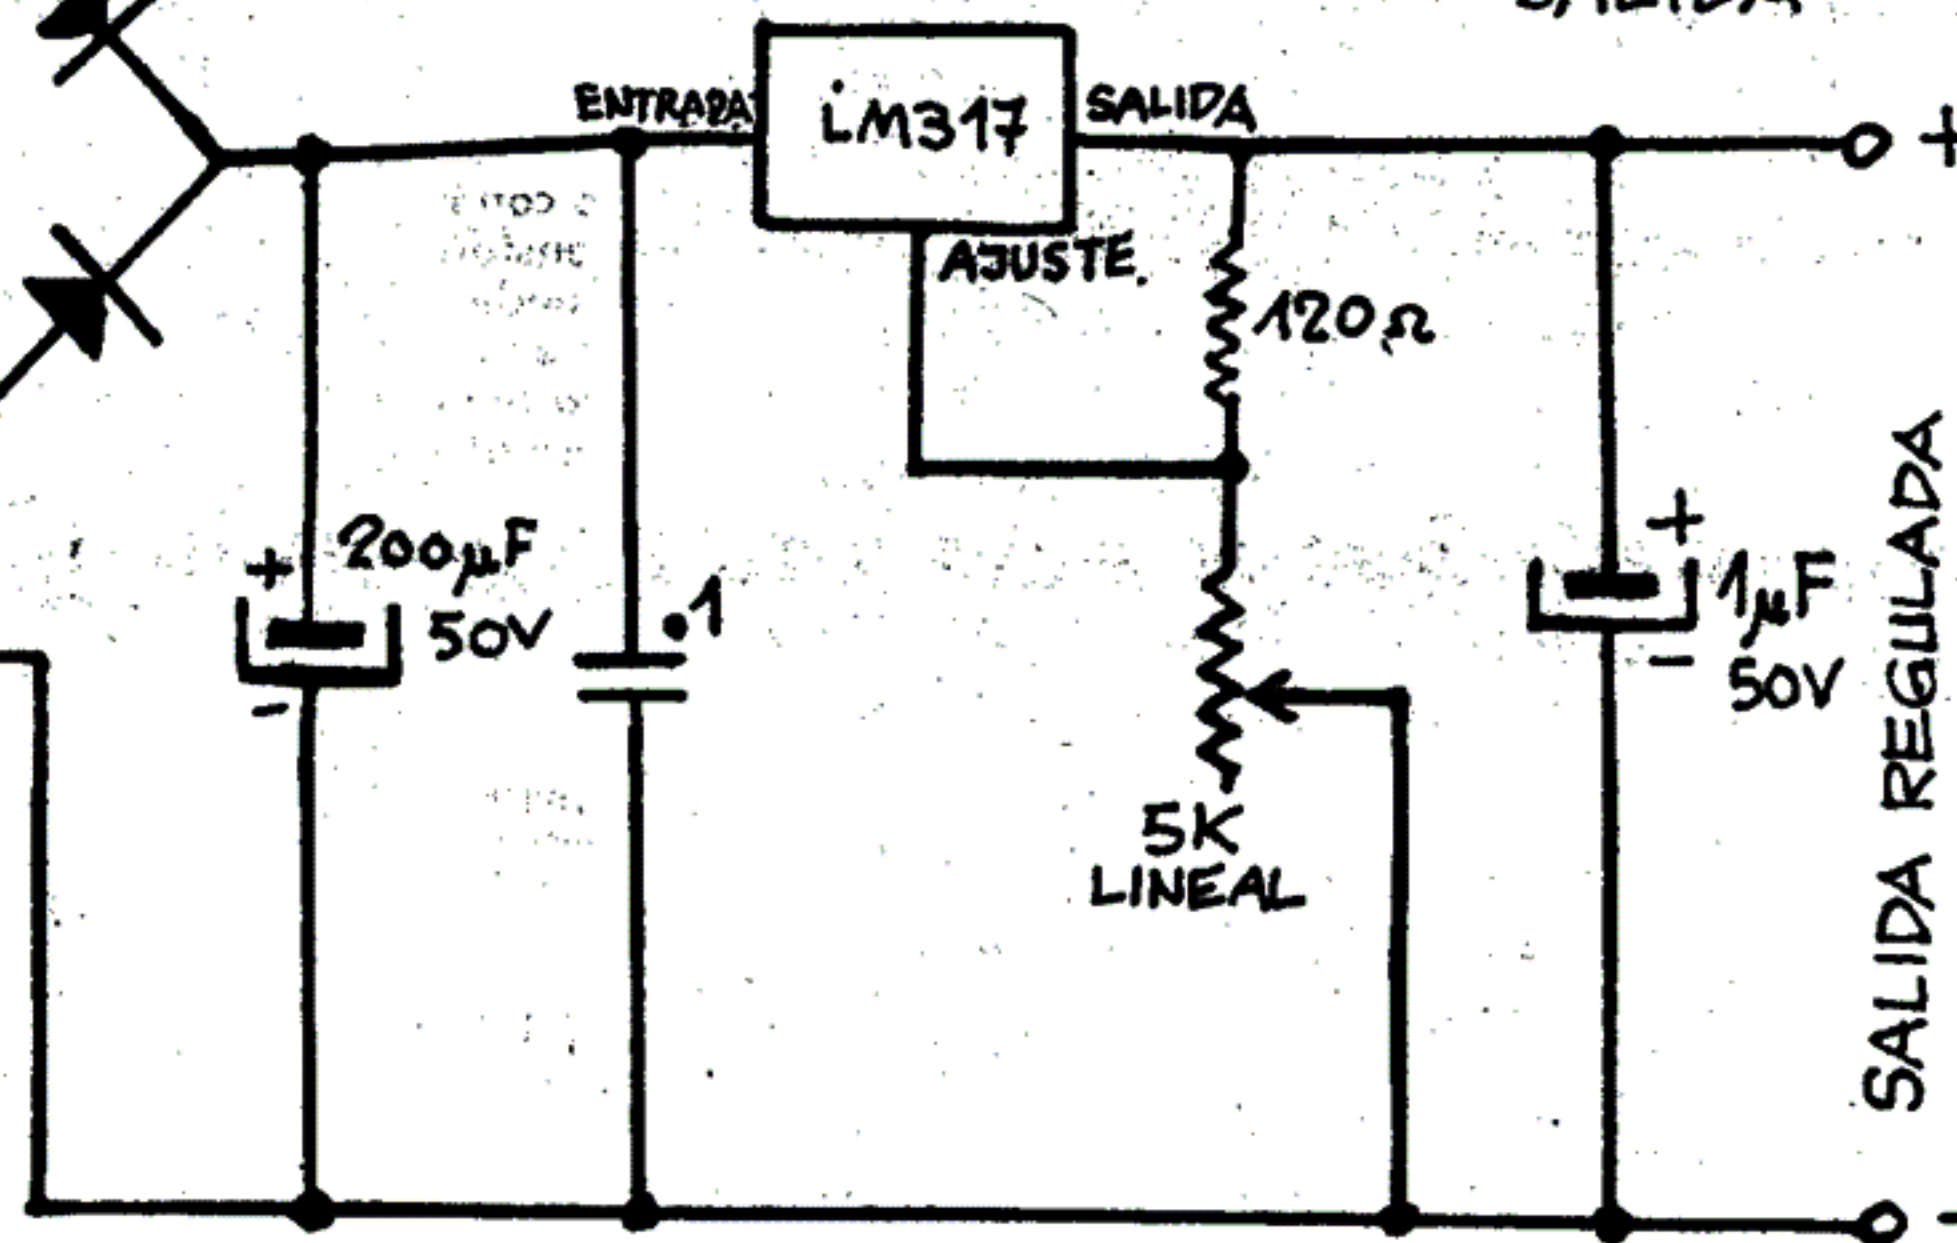 SALIDA
ENTRADA
LM317
SALIDA
+
AJUSTE.
120Ω
+
200µF
50V
-
.1
5K
LINEAL
+
1µF
50V
-
SALIDA REGULADA
-